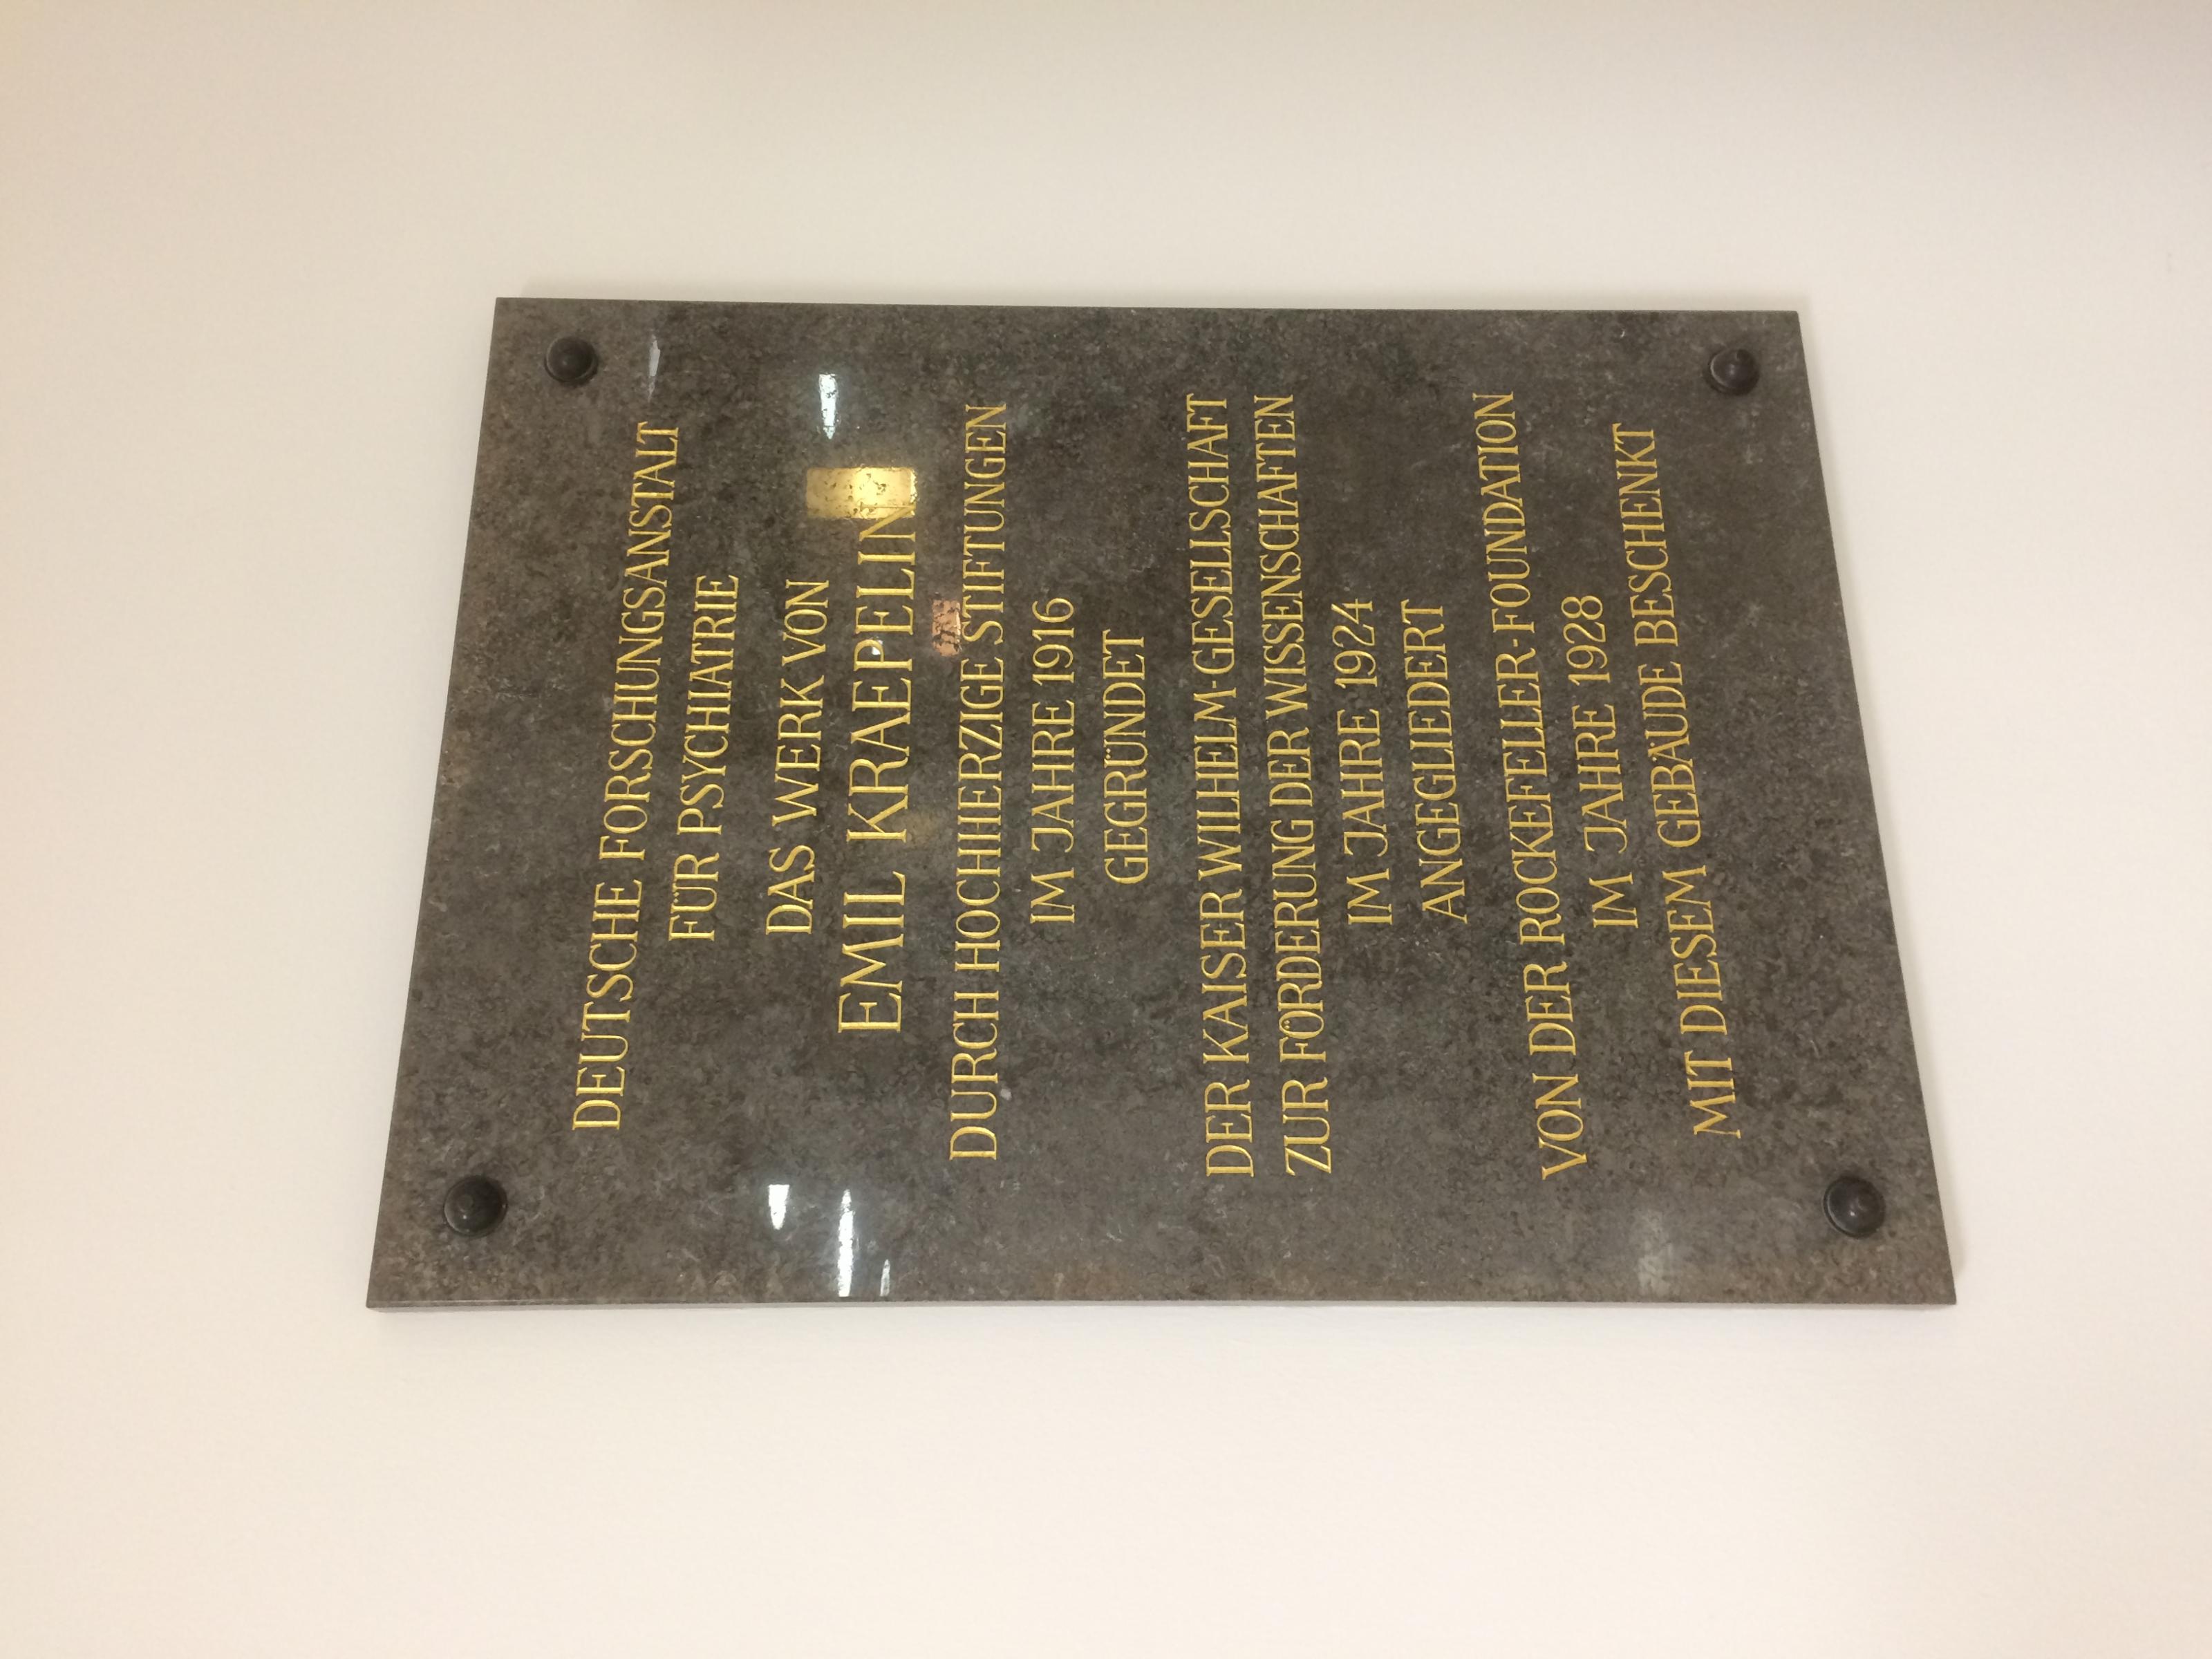 DEUTSCHE FORSCHUNGSANSTALT
FÜR PSYCHIATRIE
DAS WERK VON
EMIL KRAEPELIN
DURCH HOCHHERZIGE STIFTUNGEN
IM JAHRE 1916
GEGRÜNDET
DER KAISER WILHELM-GESELLSCHAFT
ZUR FÖRDERUNG DER WISSENSCHAFTEN
IM JAHRE 1924
ANGEGLIEDERT
VON DER ROCKEFELLER-FOUNDATION
IM JAHRE 1928
MIT DIESEM GEBÄUDE BESCHENKT